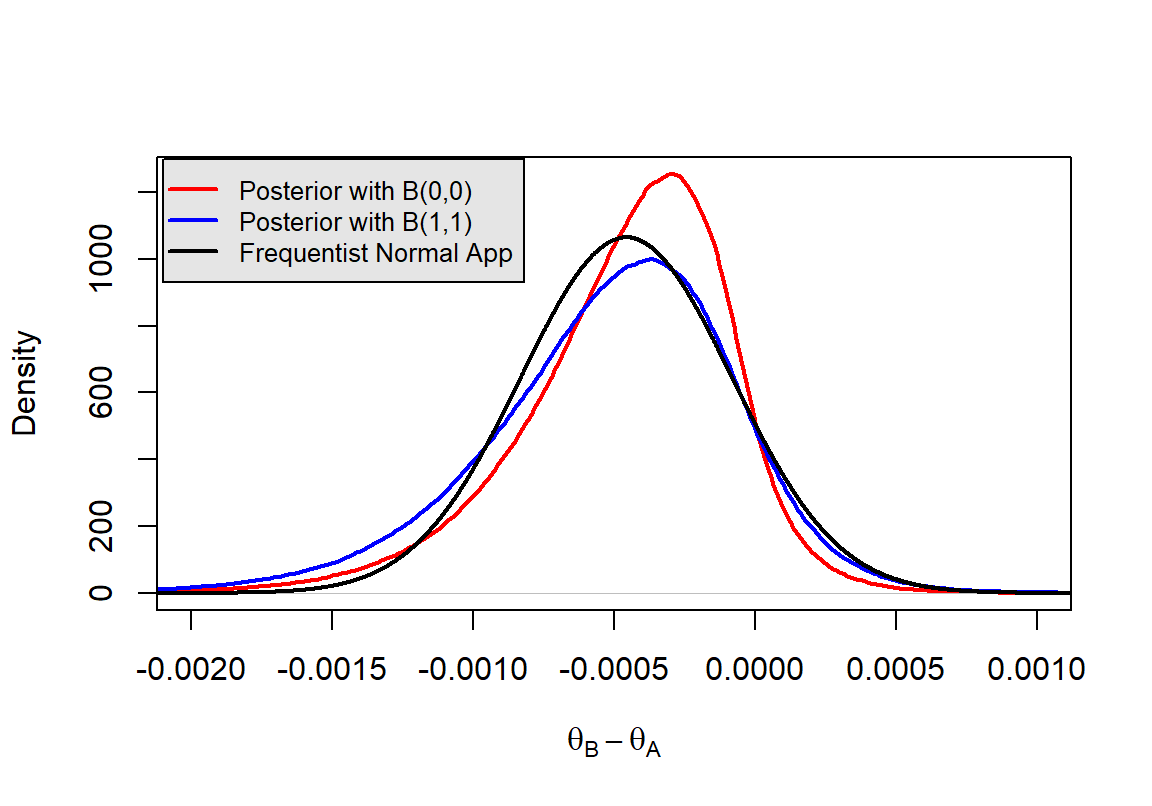 Posterior with B(0,0)
Posterior with B(1,1)
Frequentist Normal App
Density
1000
600
200
0
-0.0020 -0.0015 -0.0010 -0.0005 0.0000 0.0005 0.0010
θB – θA